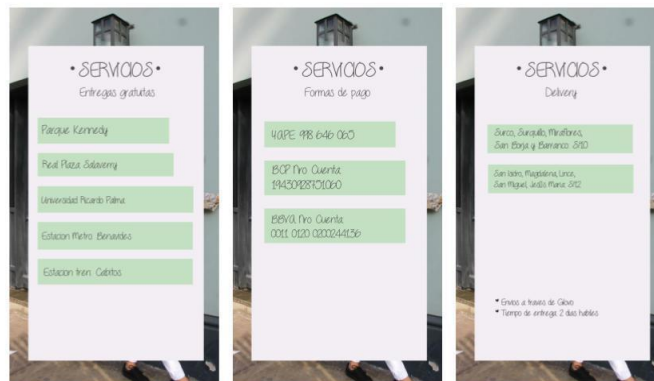 • SERVICIOS •
Entregas gratuitas
Parque Kennedy
Real Plaza Salaverry
Universidad Ricardo Palma
Estacion Metro: Benavides
Estacion tren: Cabitos
• SERVICIOS •
Formas de pago
YAPE 998 646 065
BCP Nro Cuenta:
BBVA Nro Cuenta:
0011 0120 0200244136
• SERVICIOS •
Delivery
Surco, Surquillo, Miraflores,
San Borja y Barranco: S/10
San Isidro, Magdalena, Lince,
San Miguel, Jesús María: S/12
* Envios a traves de Glovo
* Tiempo de entrega: 2 dias habiles